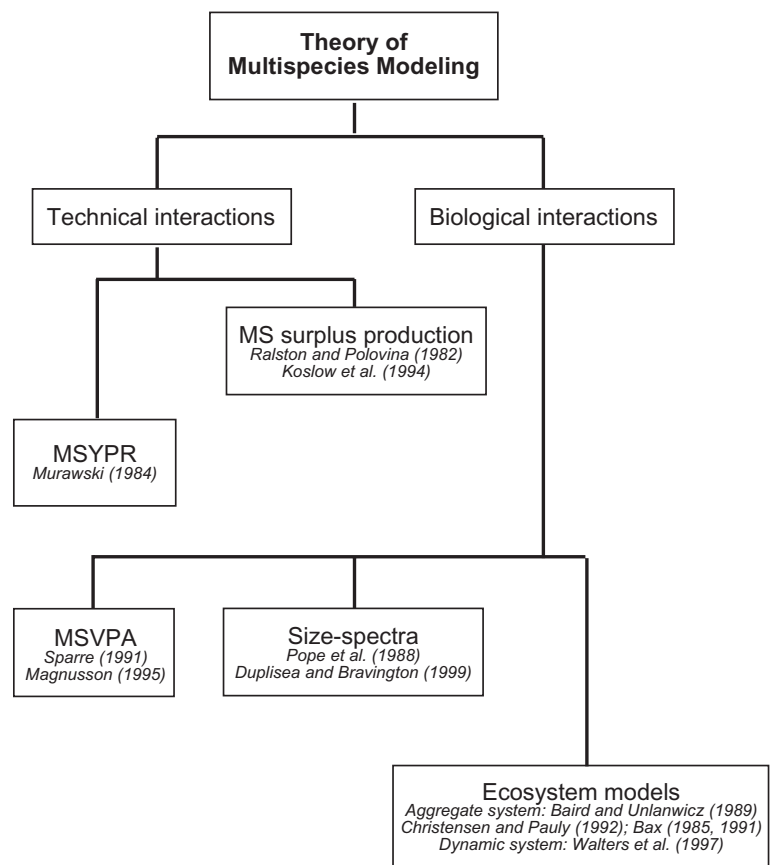 Theory of
Multispecies Modeling
Technical interactions
Biological interactions
MS surplus production
Ralston and Polovina (1982)
Koslow et al. (1994)
MSYPR
Murawski (1984)
MSVPA
Sparre (1991)
Magnusson (1995)
Size-spectra
Pope et al. (1988)
Duplisea and Bravington (1999)
Ecosystem models
Aggregate system: Baird and Unlanwicz (1989)
Christensen and Pauly (1992); Bax (1985, 1991)
Dynamic system: Walters et al. (1997)